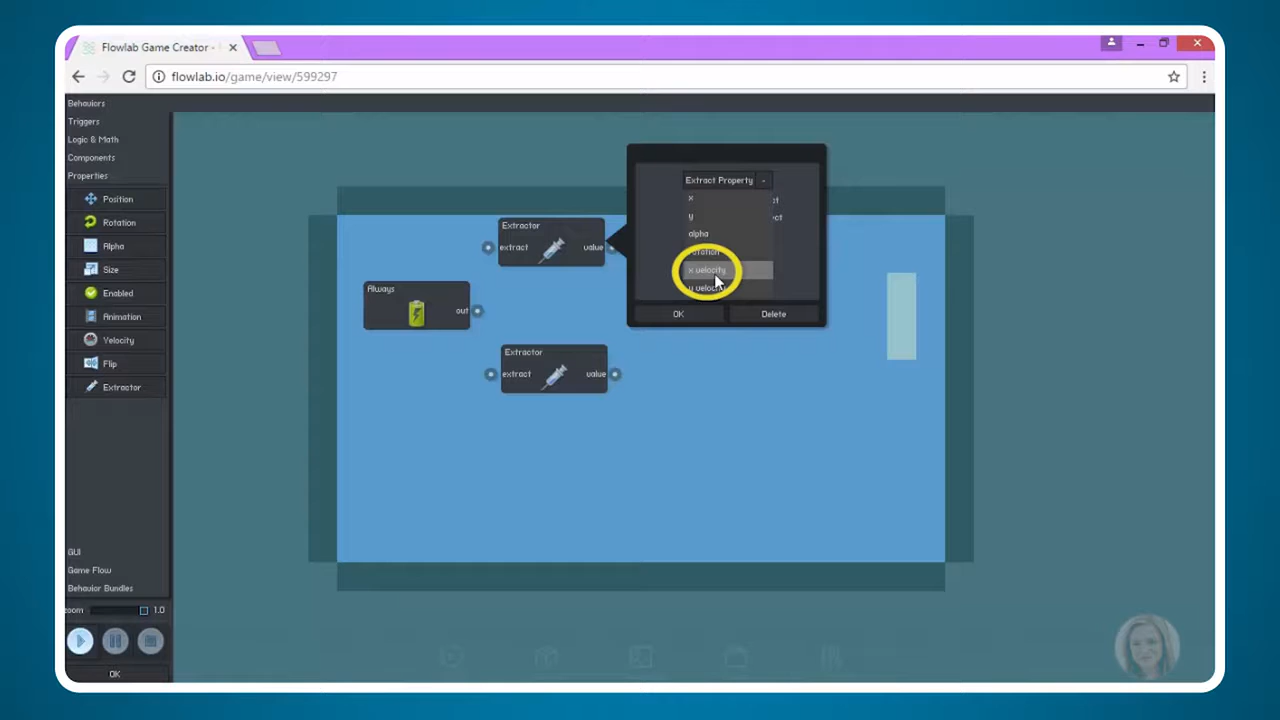 Flowlab Game Creator -
flowlab.io/game/view/599297
Behaviors
Triggers
Logic & Math
Components
Properties
Position
Rotation
Alpha
Size
Enabled
Animation
Velocity
Flip
Extractor
GUI
Game Flow
Behavior Bundles
zoom 1.0
OK
Always
out
Extractor
extract value
Extractor
extract value
Extract Property
x
y
alpha
rotation
x velocity
y velocity
OK Delete